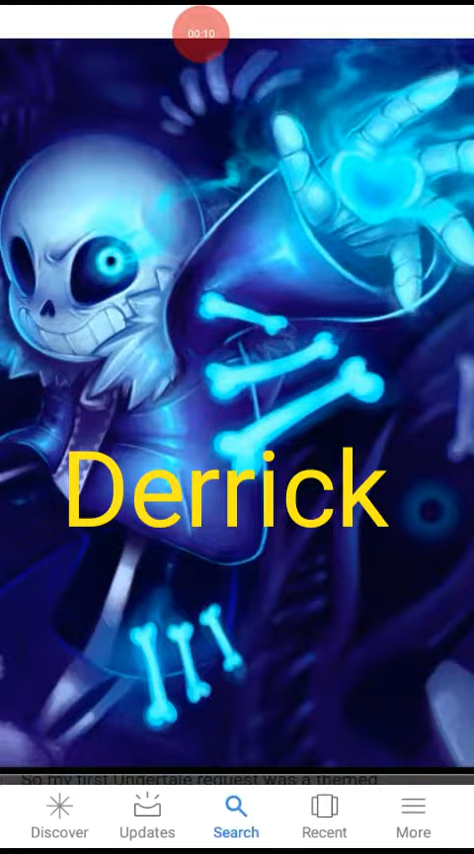 00:10
Derrick
So my first Undertale request was a themed
Discover Updates Search Recent More